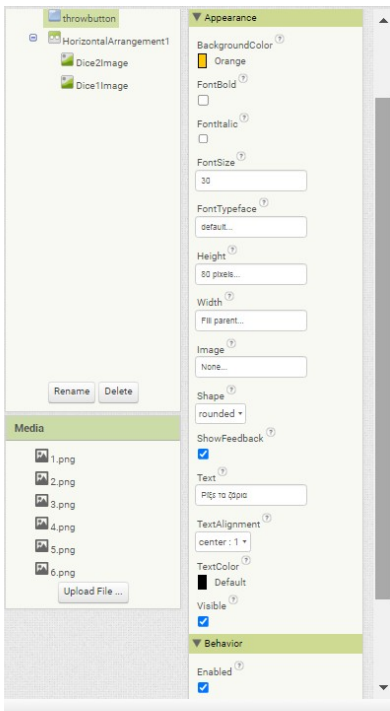 throwbutton
HorizontalArrangement1
Dice2Image
Dice1Image
Rename Delete
Media
1.png
2.png
3.png
4.png
5.png
6.png
Upload File ...
Appearance
BackgroundColor ?
Orange
FontBold ?
FontItalic ?
FontSize ?
30
FontTypeface ?
default...
Height ?
80 pixels...
Width ?
Fill parent...
Image ?
None...
Shape ?
rounded
ShowFeedback ?
Text ?
Ρίξε τα ζάρια
TextAlignment ?
center : 1
TextColor ?
Default
Visible ?
Behavior
Enabled ?